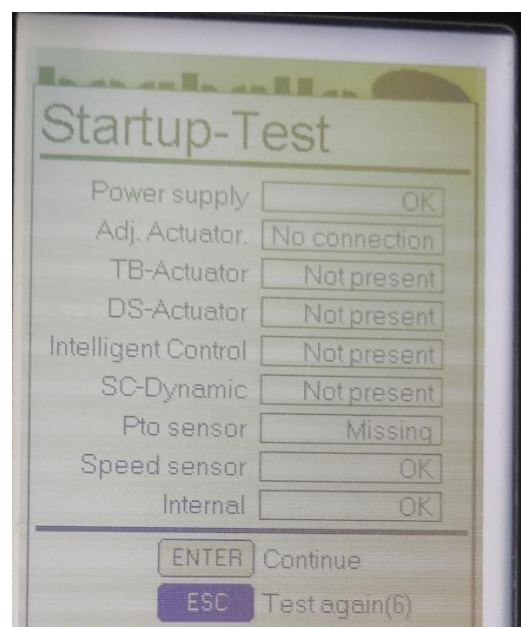 Startup-Test
Power supply OK
Adj. Actuator. No connection
TB-Actuator Not present
DS-Actuator Not present
Intelligent Control Not present
SC-Dynamic Not present
Pto sensor Missing
Speed sensor OK
Internal OK
ENTER Continue
ESC Test again(6)